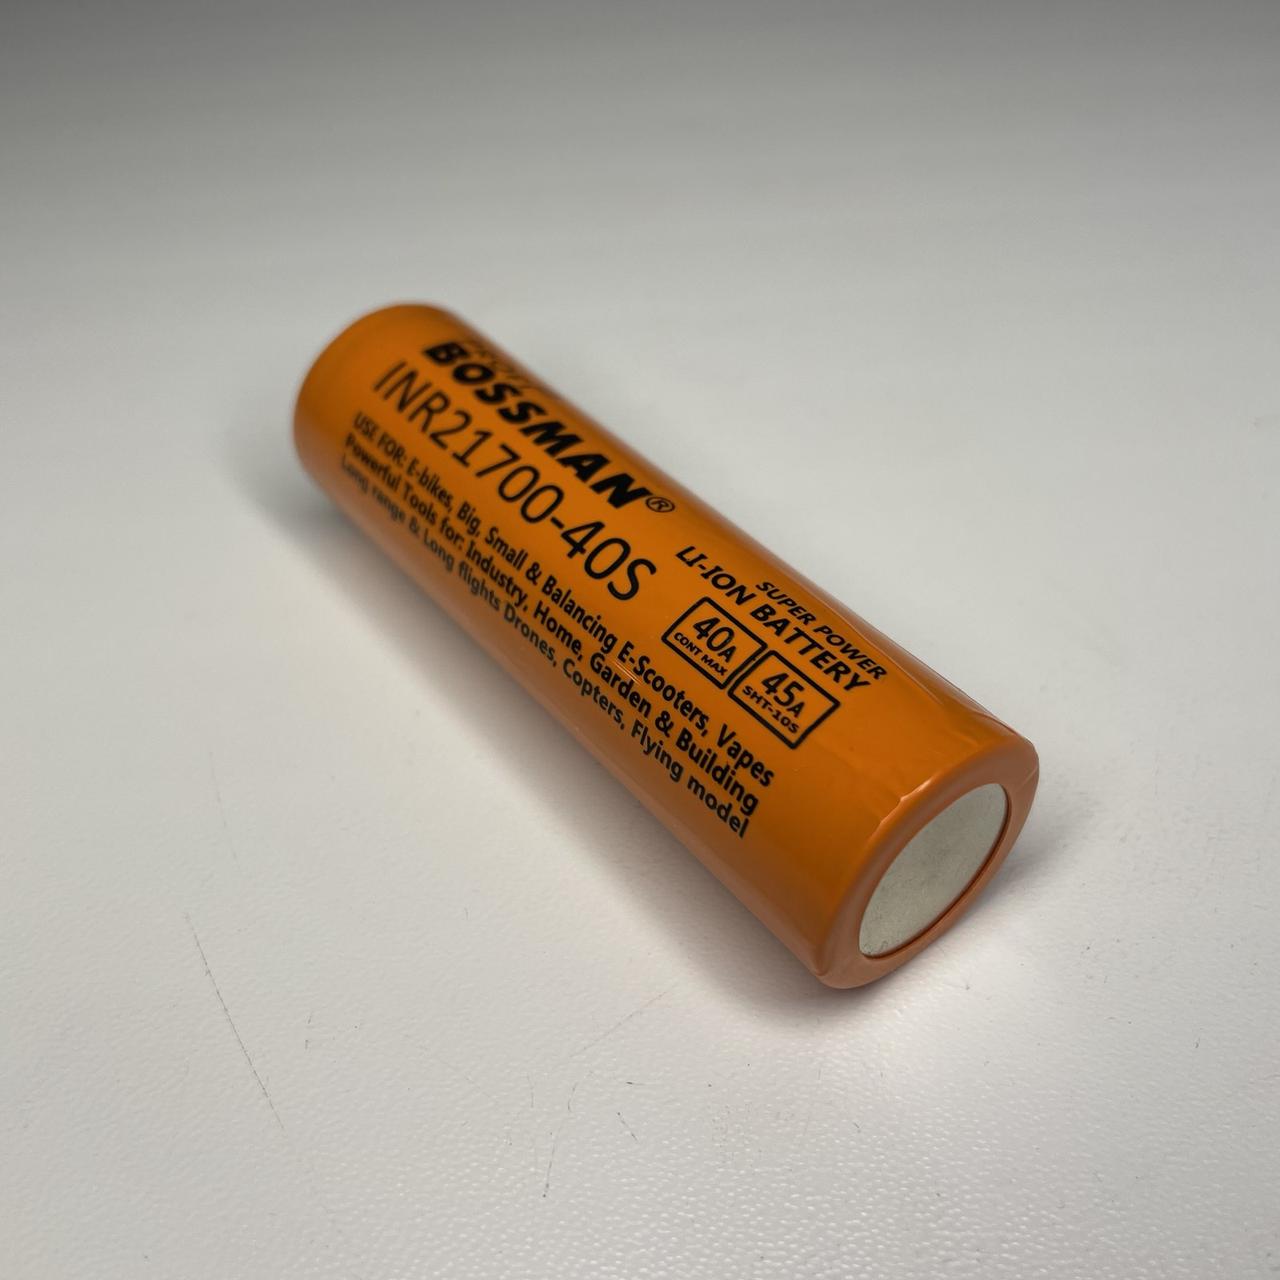 BOSSMAN®
INR21700-40S
USE FOR: E-bikes, Big, Small & Balancing E-Scooters, Vapes
Powerful Tools for: Industry, Home, Garden & Building
Long range & Long flights Drones, Copters, Flying model
SUPER POWER
LI-ION BATTERY
40A
CONT MAX
45A
SHT-10S